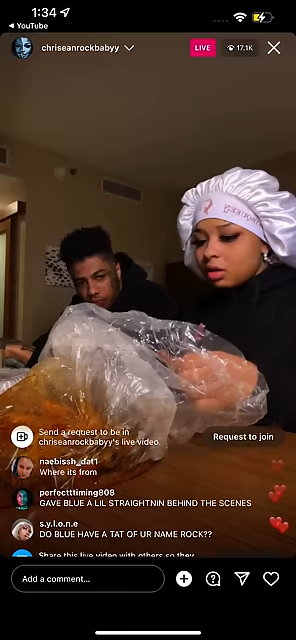 1:34
YouTube
chriseanrockbabyy
LIVE
17.1K
Send a request to be in
chriseanrockbabyy's live video.
Request to join
naebissh_dat1
Where its from
perfectttiming808
GAVE BLUE A LIL STRAIGHTNIN BEHIND THE SCENES
s.y.l.o.n.e
DO BLUE HAVE A TAT OF UR NAME ROCK??
Share this live video with others so they
Add a comment...